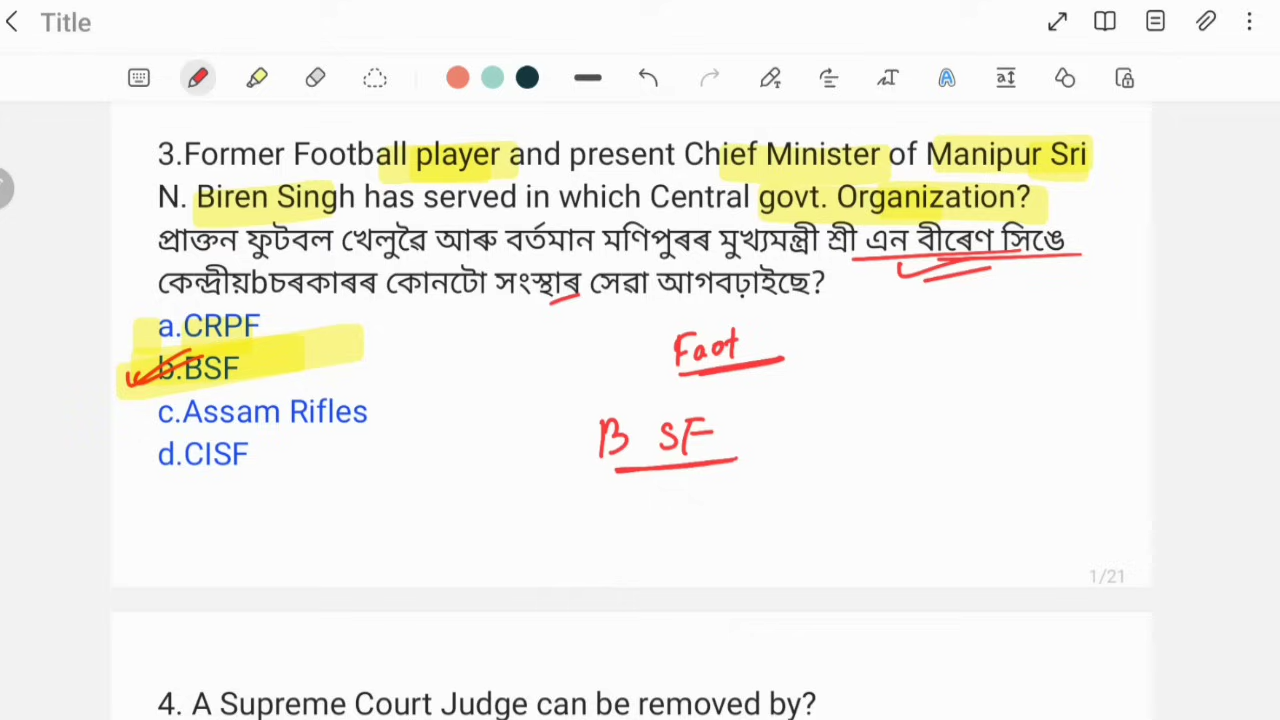 Title
3.Former Football player and present Chief Minister of Manipur Sri
N. Biren Singh has served in which Central govt. Organization?
প্ৰাক্তন ফুটবল খেলুৱৈ আৰু বৰ্তমান মণিপুৰৰ মুখ্যমন্ত্ৰী শ্ৰী এন বীৰেণ সিঙে
কেন্দ্ৰীয়bচৰকাৰৰ কোনটো সংস্থাৰ সেৱা আগবঢ়াইছে?
a.CRPF
b.BSF
c.Assam Rifles
d.CISF
Foot
BSF
1/21
4. A Supreme Court Judge can be removed by?